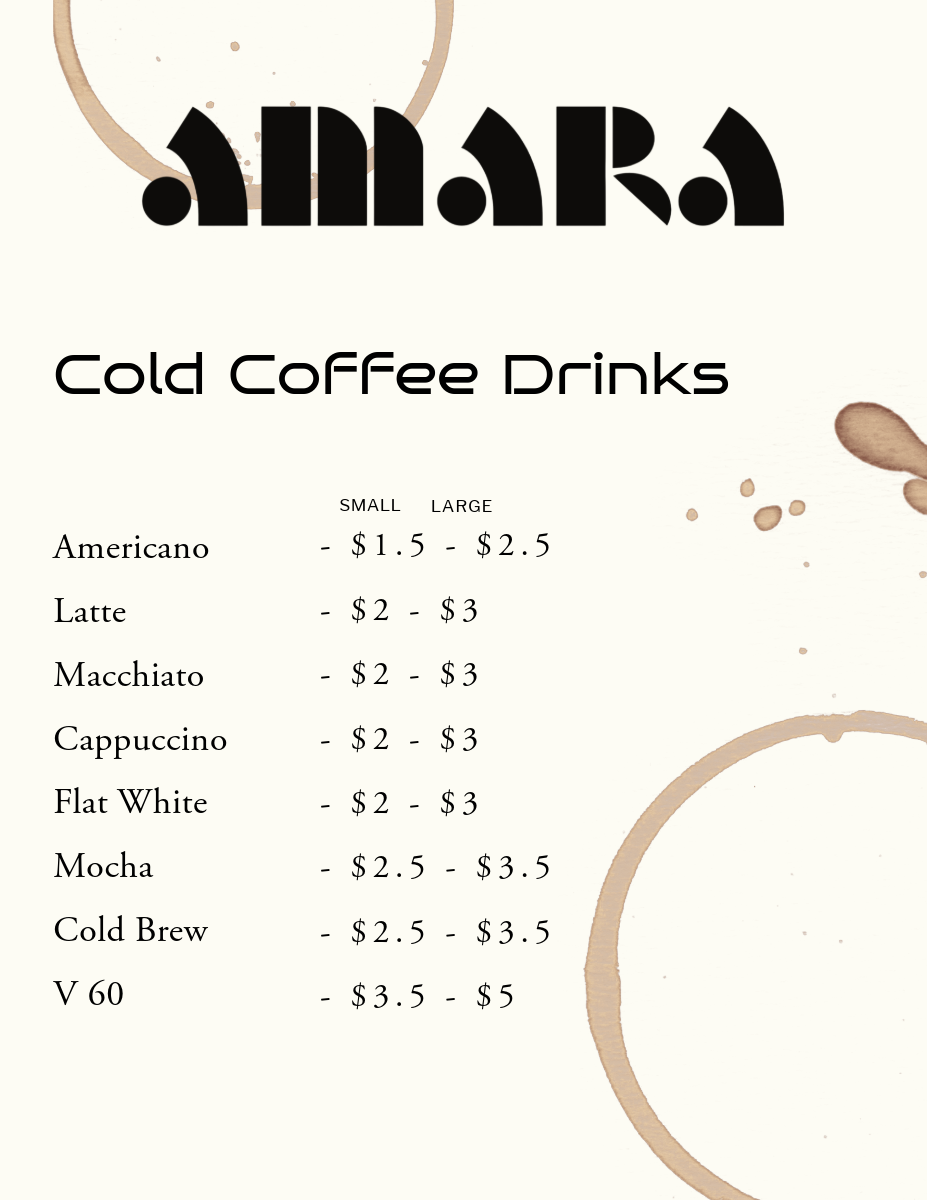 AMARA
Cold Coffee Drinks
SMALL LARGE
Americano - $1.5 - $2.5
Latte - $2 - $3
Macchiato - $2 - $3
Cappuccino - $2 - $3
Flat White - $2 - $3
Mocha - $2.5 - $3.5
Cold Brew - $2.5 - $3.5
V 60 - $3.5 - $5